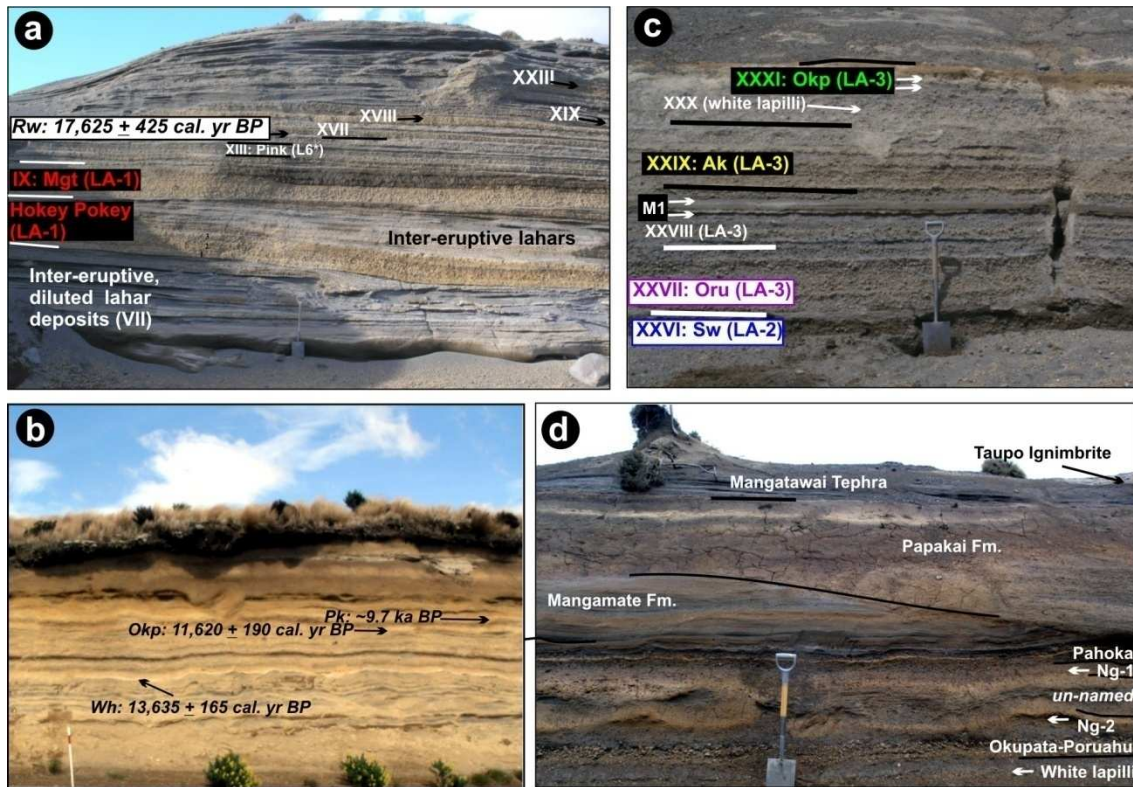 a
XXIII
XIX
XVIII
Rw: 17,625 ± 425 cal. yr BP
XVII
XIII: Pink (L6*)
IX: Mgt (LA-1)
Hokey Pokey
(LA-1)
Inter-eruptive lahars
Inter-eruptive,
diluted lahar
deposits (VII)
c
XXXI: Okp (LA-3)
XXX (white lapilli)
XXIX: Ak (LA-3)
M1
XXVIII (LA-3)
XXVII: Oru (LA-3)
XXVI: Sw (LA-2)
b
Pk: ~9.7 ka BP
Okp: 11,620 ± 190 cal. yr BP
Wh: 13,635 ± 165 cal. yr BP
d
Taupo Ignimbrite
Mangatawai Tephra
Papakai Fm.
Mangamate Fm.
Pahoka
Ng-1
un-named
Ng-2
Okupata-Poruahu
White lapilli